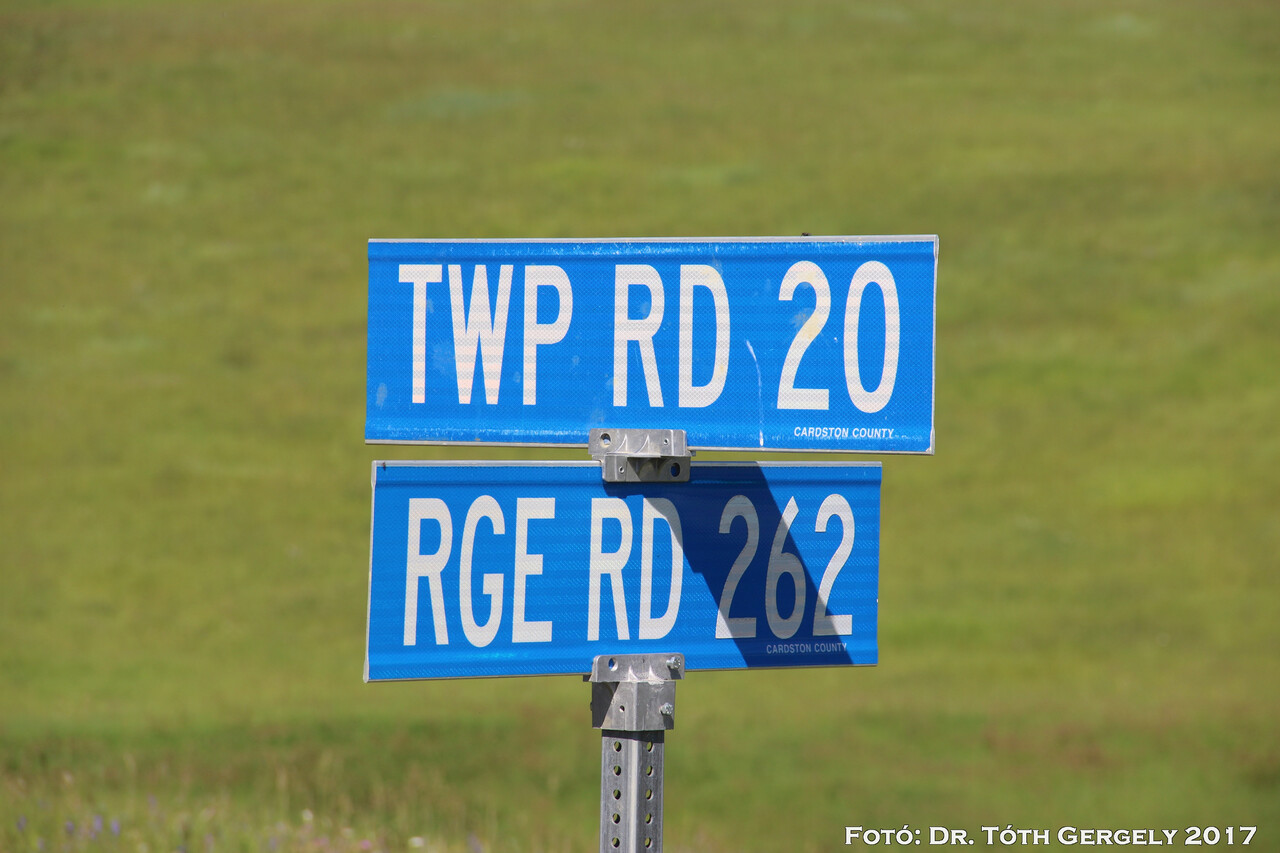 TWP RD 20
CARDSTON COUNTY
RGE RD 262
CARDSTON COUNTY
FOTÓ: DR. TÓTH GERGELY 2017